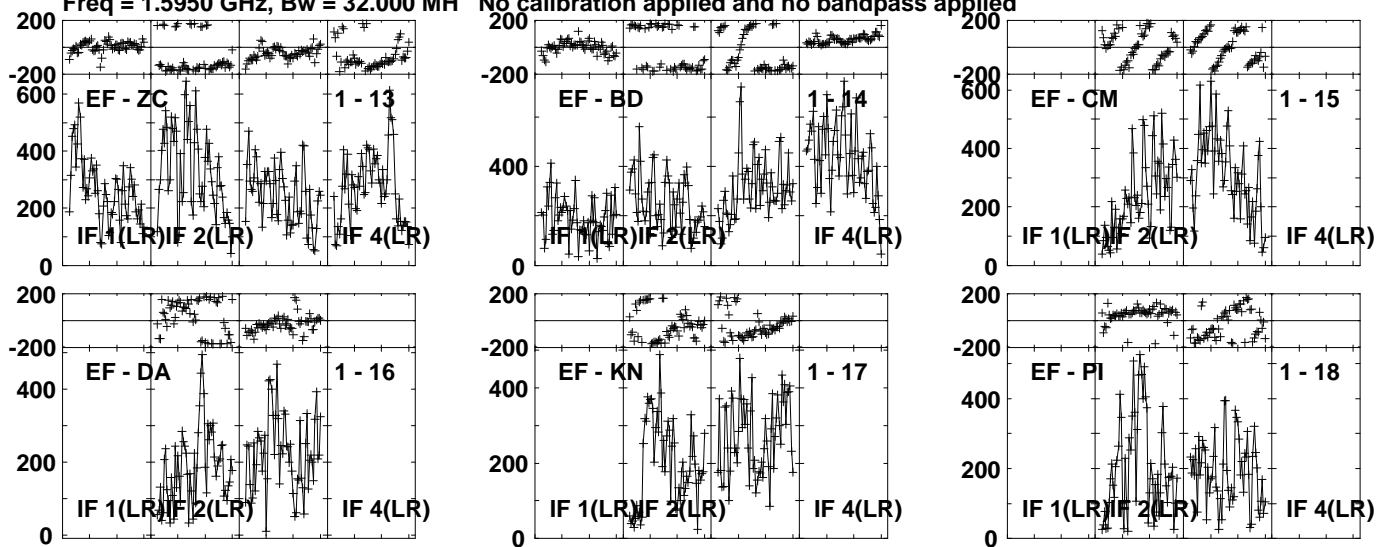 Freq = 1.5950 GHz, Bw = 32.000 MH No calibration applied and no bandpass applied
200
-200
600
400
200
0
EF - ZC
1 - 13
IF 1(LR)
IF 2(LR)
IF 4(LR)
200
-200
400
0
EF - BD
1 - 14
IF 1(LR)
IF 2(LR)
IF 4(LR)
200
-200
600
400
200
0
EF - CM
1 - 15
IF 1(LR)
IF 2(LR)
IF 4(LR)
200
-200
400
200
0
EF - DA
1 - 16
IF 1(LR)
IF 2(LR)
IF 4(LR)
200
-200
400
200
0
EF - KN
1 - 17
IF 1(LR)
IF 2(LR)
IF 4(LR)
200
-200
400
200
0
EF - PI
1 - 18
IF 1(LR)
IF 2(LR)
IF 4(LR)